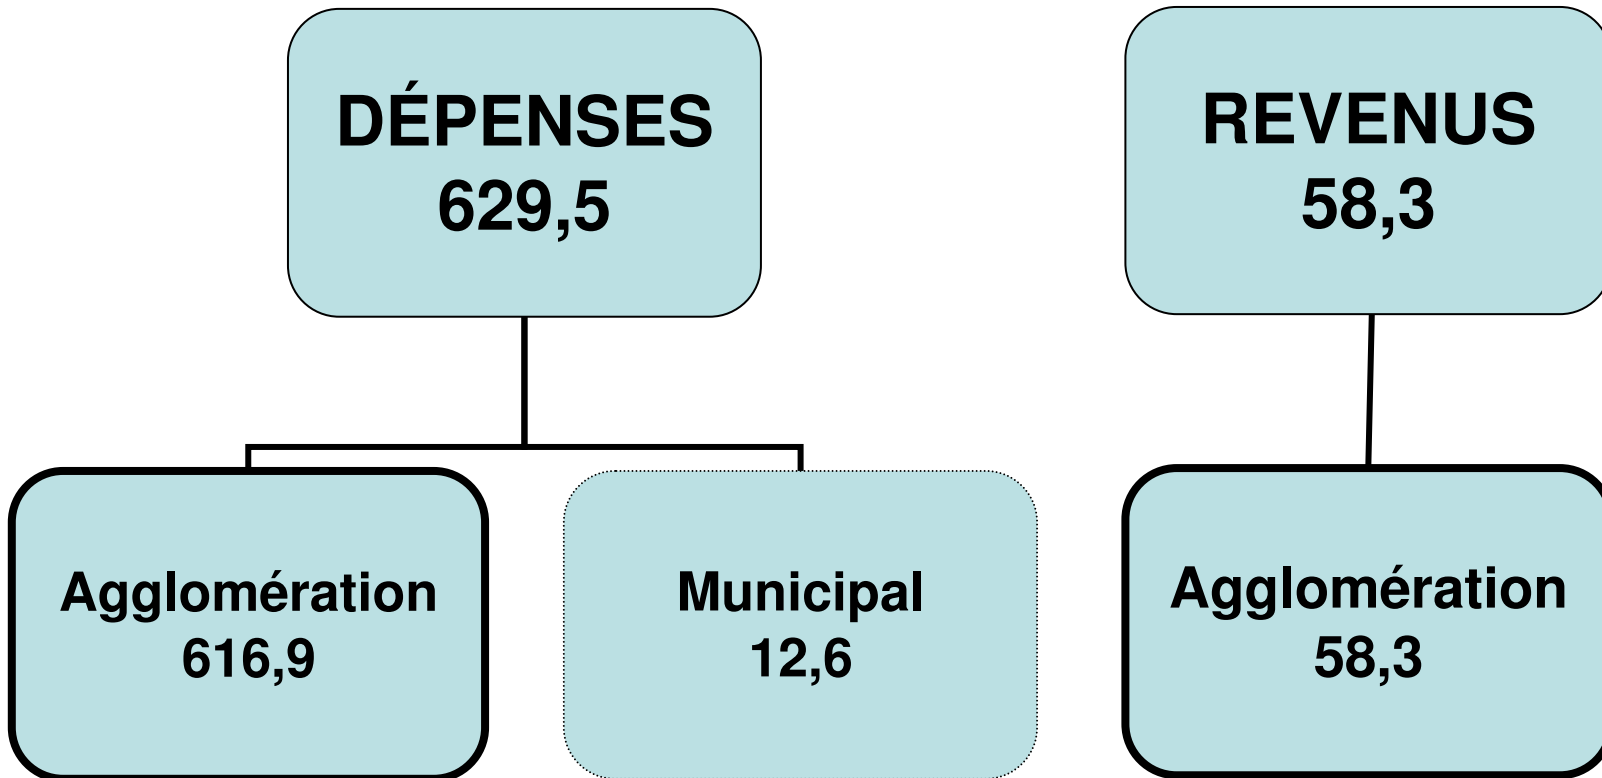 DÉPENSES
629,5
REVENUS
58,3
Agglomération
616,9
Municipal
12,6
Agglomération
58,3